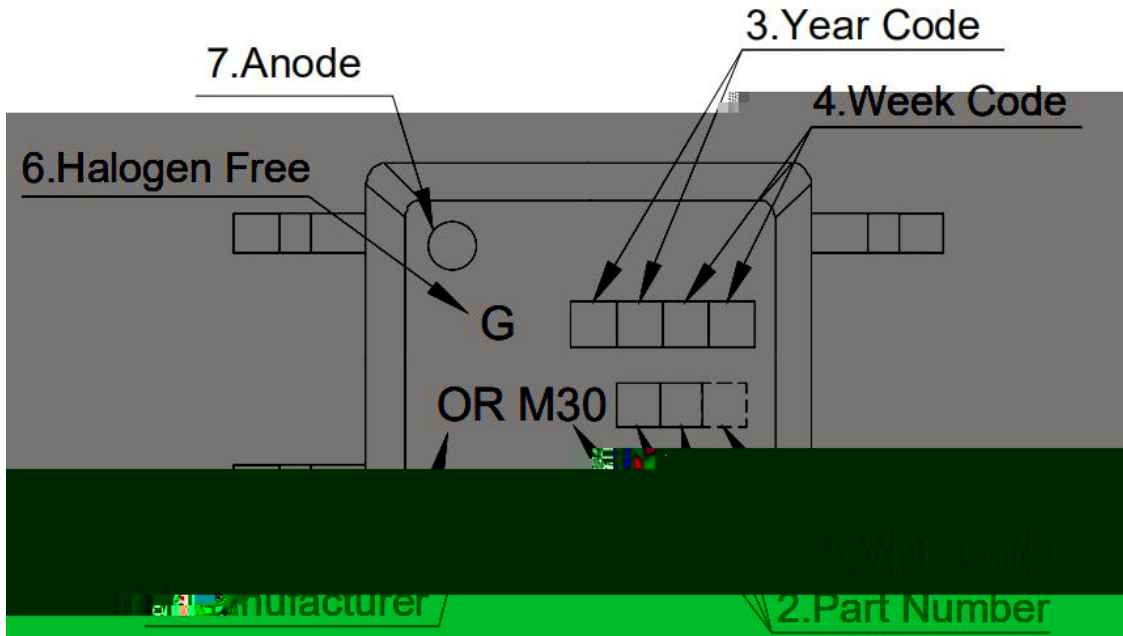 3.Year Code
7.Anode
4.Week Code
6.Halogen Free
G
OR M30
2.Part Number